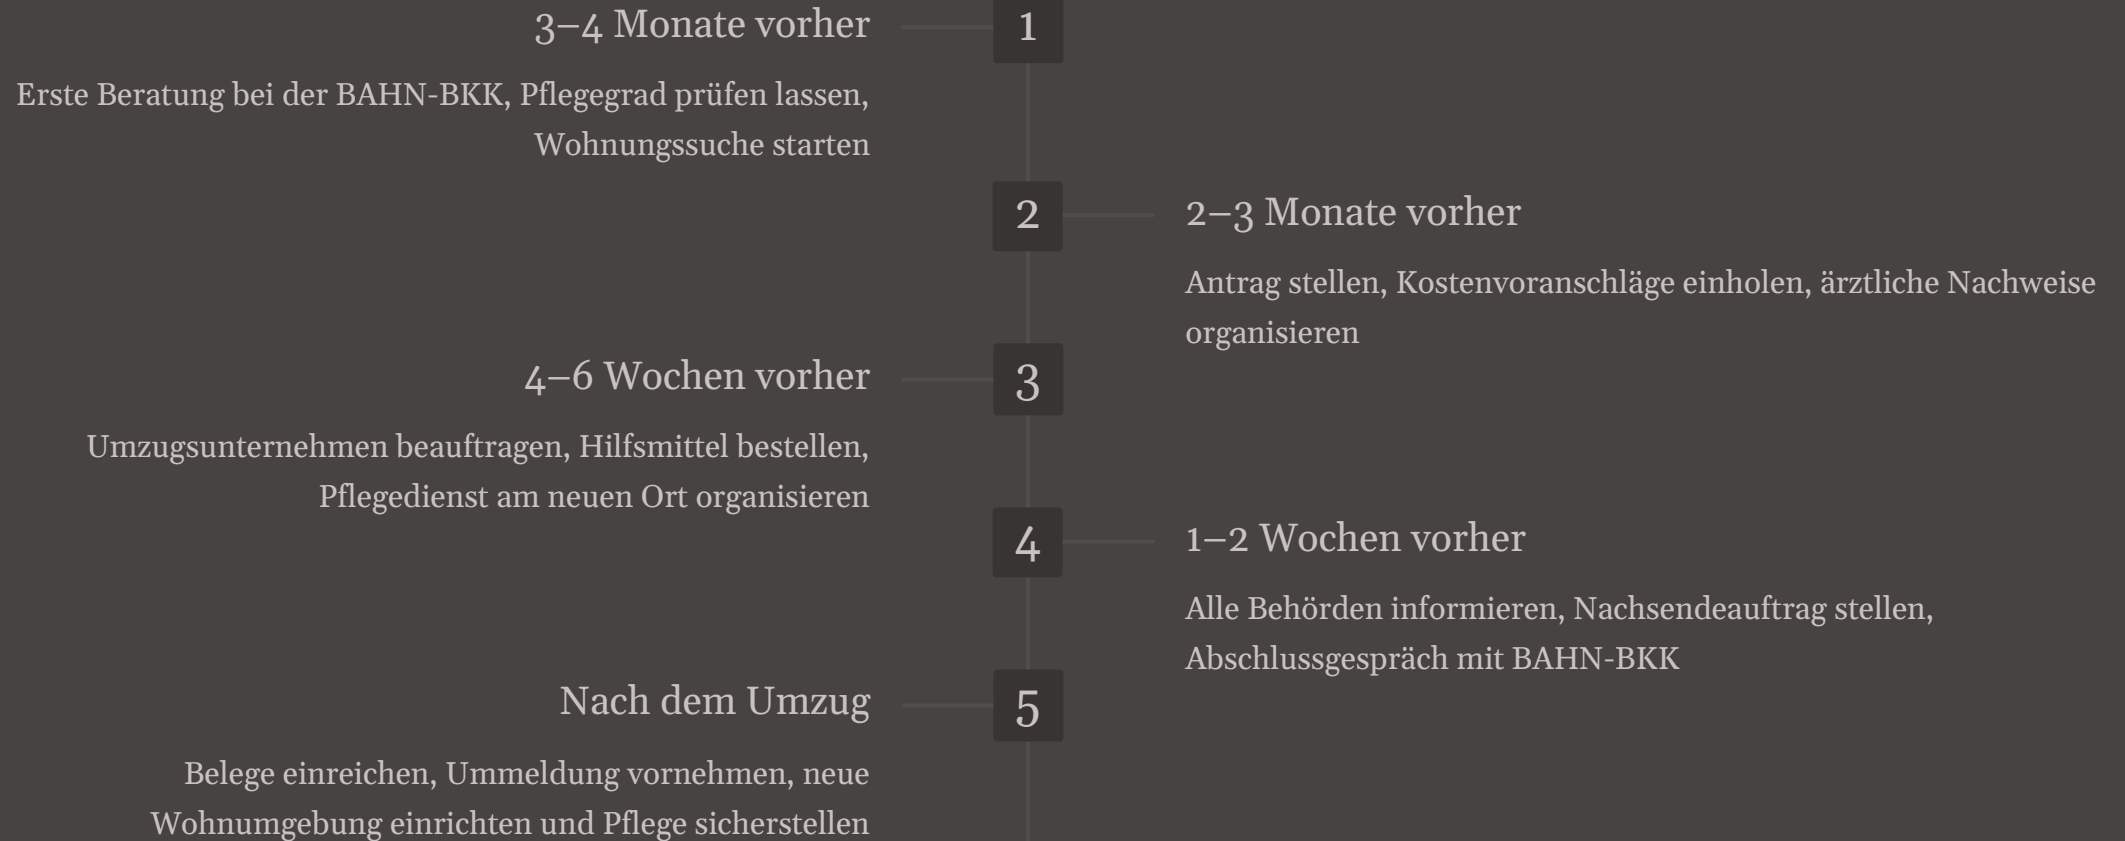 3–4 Monate vorher
1
Erste Beratung bei der BAHN-BKK, Pflegegrad prüfen lassen,
Wohnungssuche starten
2
2–3 Monate vorher
Antrag stellen, Kostenvoranschläge einholen, ärztliche Nachweise
organisieren
4–6 Wochen vorher
3
Umzugsunternehmen beauftragen, Hilfsmittel bestellen,
Pflegedienst am neuen Ort organisieren
4
1–2 Wochen vorher
Alle Behörden informieren, Nachsendeauftrag stellen,
Abschlussgespräch mit BAHN-BKK
Nach dem Umzug
5
Belege einreichen, Ummeldung vornehmen, neue
Wohnumgebung einrichten und Pflege sicherstellen